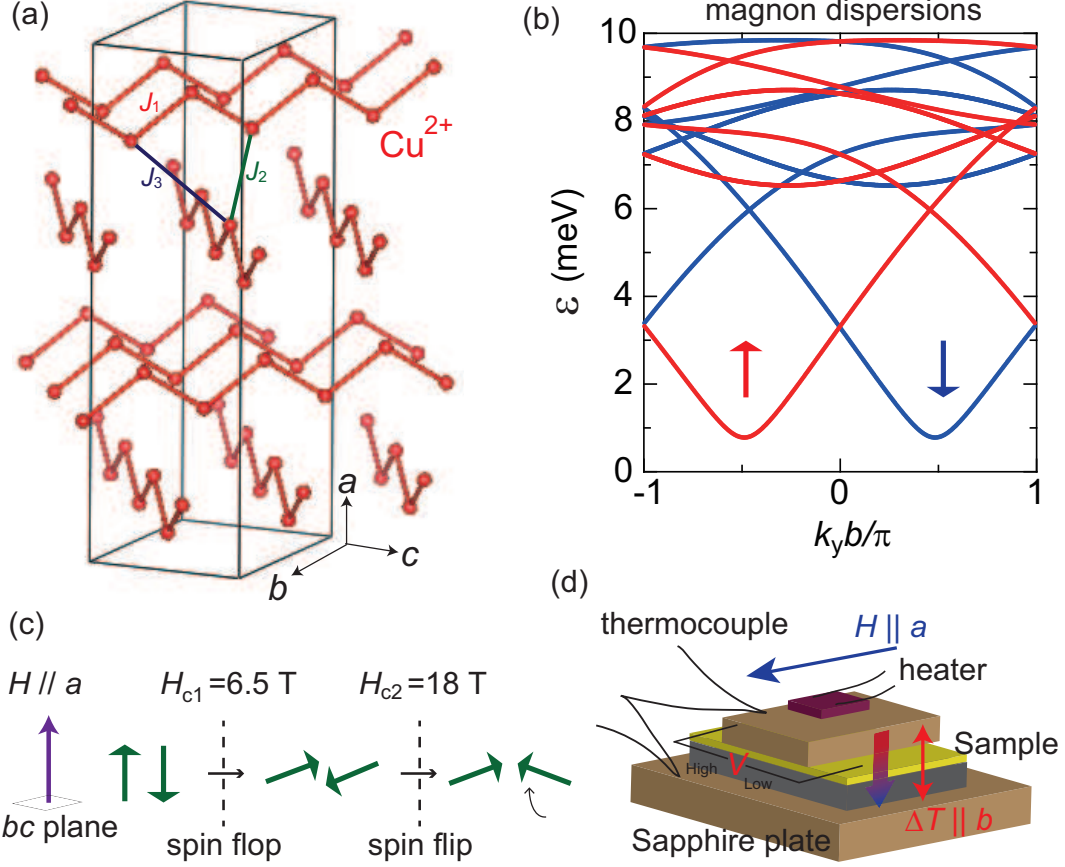 (a)
J1
J3
J2
Cu2+
a
b
c
(b)
magnon dispersions
10
8
6
4
2
0
ε (meV)
-1
0
1
kyb/π
(c)
H // a
Hc1=6.5 T
Hc2=18 T
bc plane
spin flop
spin flip
(d)
thermocouple
H || a
heater
Sample
High
V
Low
ΔT || b
Sapphire plate